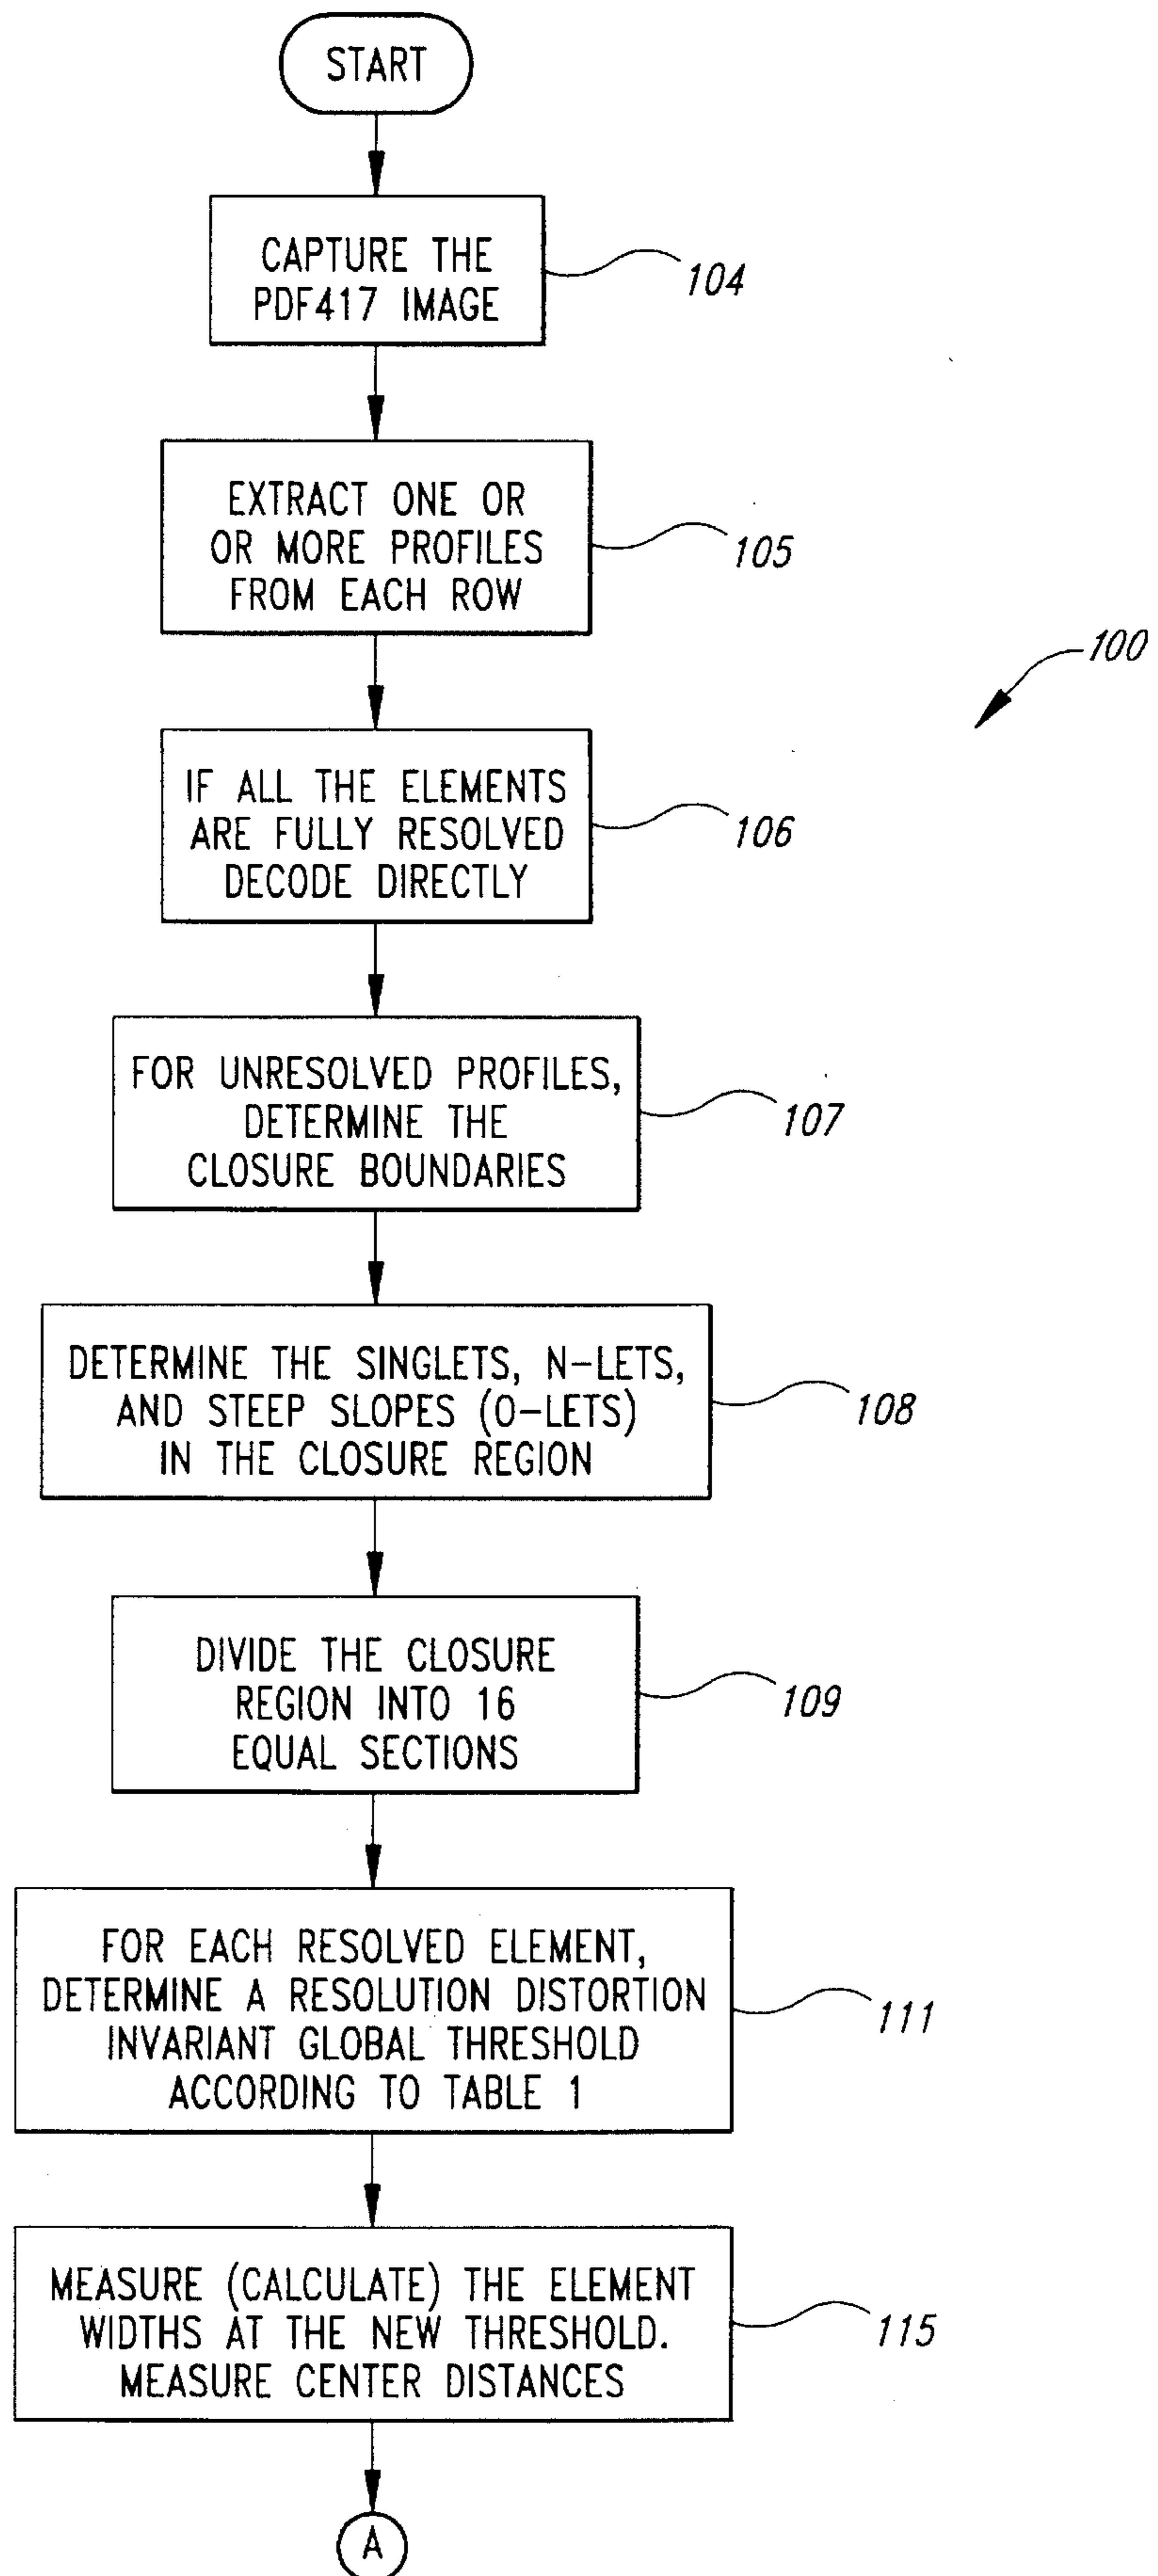 START
CAPTURE THE
PDF417 IMAGE
104
EXTRACT ONE OR
OR MORE PROFILES
FROM EACH ROW
105
100
IF ALL THE ELEMENTS
ARE FULLY RESOLVED
DECODE DIRECTLY
106
FOR UNRESOLVED PROFILES,
DETERMINE THE
CLOSURE BOUNDARIES
107
DETERMINE THE SINGLETS, N-LETS,
AND STEEP SLOPES (0-LETS)
IN THE CLOSURE REGION
108
DIVIDE THE CLOSURE
REGION INTO 16
EQUAL SECTIONS
109
FOR EACH RESOLVED ELEMENT,
DETERMINE A RESOLUTION DISTORTION
INVARIANT GLOBAL THRESHOLD
ACCORDING TO TABLE 1
111
MEASURE (CALCULATE) THE ELEMENT
WIDTHS AT THE NEW THRESHOLD.
MEASURE CENTER DISTANCES
115
A